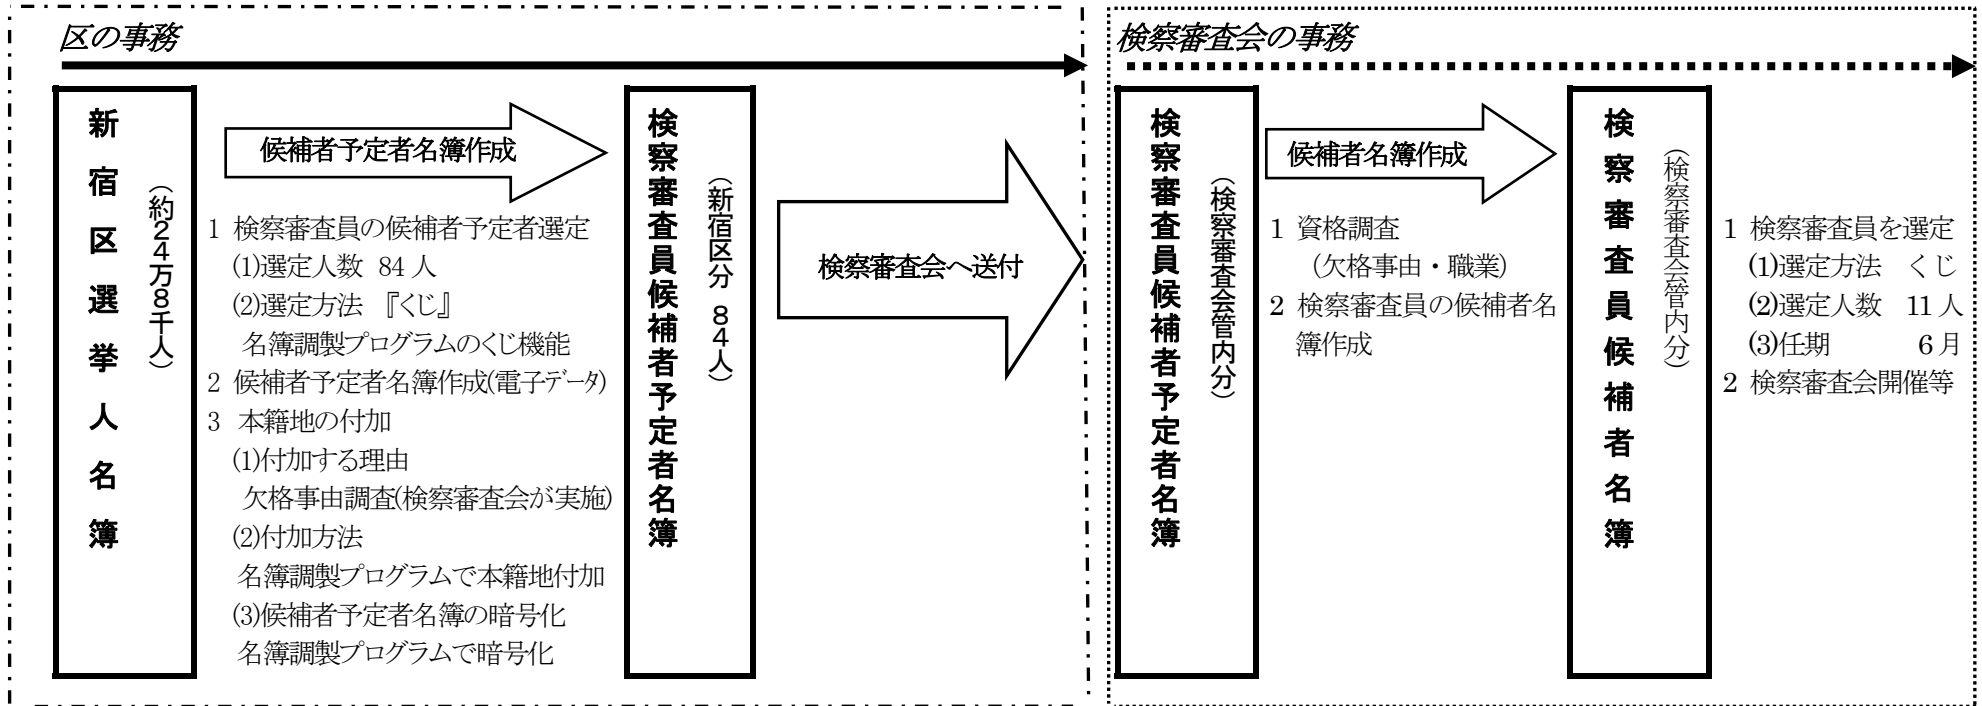 区の事務
新宿区選挙人名簿
（約２４万８千人）
候補者予定者名簿作成
1 検察審査員の候補者予定者選定
(1)選定人数 84 人
(2)選定方法 『くじ』
名簿調製プログラムのくじ機能
2 候補者予定者名簿作成(電子データ)
3 本籍地の付加
(1)付加する理由
欠格事由調査(検察審査会が実施)
(2)付加方法
名簿調製プログラムで本籍地付加
(3)候補者予定者名簿の暗号化
名簿調製プログラムで暗号化
検察審査員候補者予定者名簿
（新宿区分 ８４人）
検察審査会へ送付
検察審査会の事務
検察審査員候補者予定者名簿
（検察審査会管内分）
候補者名簿作成
1 資格調査
（欠格事由・職業）
2 検察審査員の候補者名
簿作成
検察審査員候補者名簿
（検察審査会管内分）
1 検察審査員を選定
(1)選定方法 くじ
(2)選定人数 11 人
(3)任期 6 月
2 検察審査会開催等